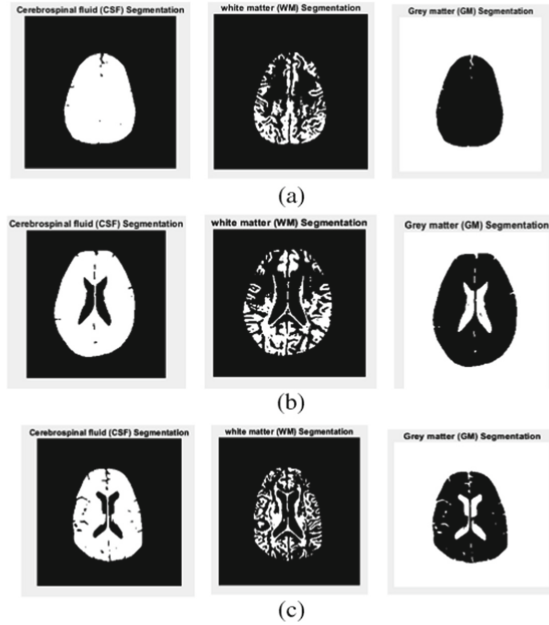 Cerebrospinal fluid (CSF) Segmentation
white matter (WM) Segmentation
Grey matter (GM) Segmentation
(a)
Cerebrospinal fluid (CSF) Segmentation
white matter (WM) Segmentation
Grey matter (GM) Segmentation
(b)
Cerebrospinal fluid (CSF) Segmentation
white matter (WM) Segmentation
Grey matter (GM) Segmentation
(c)